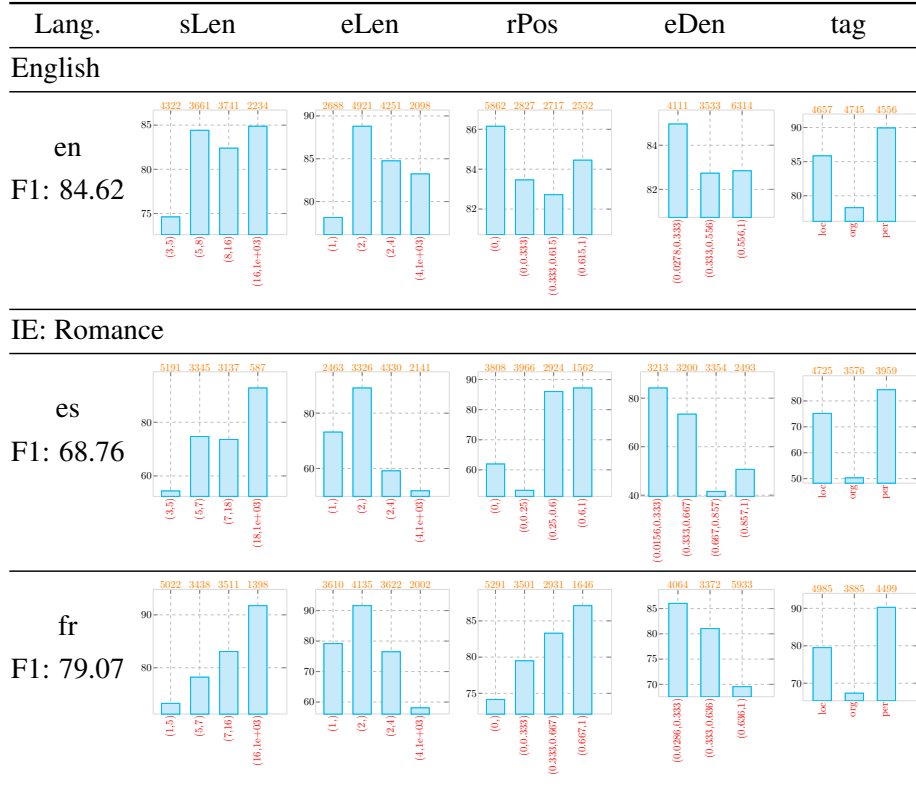 Lang. sLen eLen rPos eDen tag
English
en
F1: 84.62
4322 3661 3741 2234
85
80
75
(3,5) (5,8) (8,16) (16,1e+03)
2688 4921 4251 2098
90
85
80
(1,) (2,) (2,4) (4,1e+03)
5862 2827 2717 2552
86
84
82
(0,) (0,0.333) (0.333,0.615) (0.615,1)
4111 3533 6314
84
82
(0.0278,0.333) (0.333,0.556) (0.556,1)
4657 4745 4556
90
85
80
loc org per
IE: Romance
es
F1: 68.76
5191 3345 3137 587
80
60
(3,5) (5,7) (7,18) (18,1e+03)
2463 3326 4330 2141
80
60
(1,) (2,) (2,4) (4,1e+03)
3808 3966 2924 1562
90
80
70
60
(0,) (0,0.25) (0.25,0.6) (0.6,1)
3213 3200 3354 2493
80
60
40
(0.0156,0.333) (0.333,0.667) (0.667,0.857) (0.857,1)
4725 3576 3959
80
70
60
50
loc org per
fr
F1: 79.07
5022 3438 3511 1398
90
80
(1,5) (5,7) (7,16) (16,1e+03)
3610 4135 3622 2002
90
80
70
60
(1,) (2,) (2,4) (4,1e+03)
5291 3501 2931 1646
85
80
75
(0,) (0,0.333) (0.333,0.667) (0.667,1)
4064 3372 5933
85
80
75
70
(0.0286,0.333) (0.333,0.636) (0.636,1)
4985 3885 4499
90
80
70
loc org per